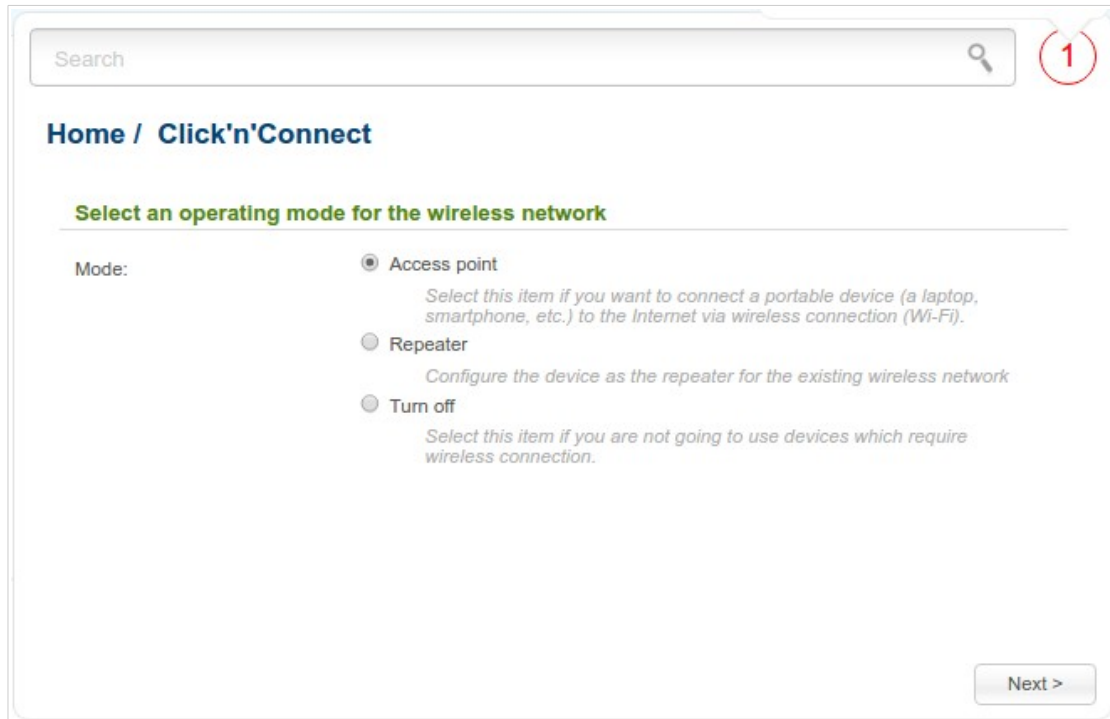 Search
1
Home / Click'n'Connect
Select an operating mode for the wireless network
Mode:
Access point
Select this item if you want to connect a portable device (a laptop,
smartphone, etc.) to the Internet via wireless connection (Wi-Fi).
Repeater
Configure the device as the repeater for the existing wireless network
Turn off
Select this item if you are not going to use devices which require
wireless connection.
Next >